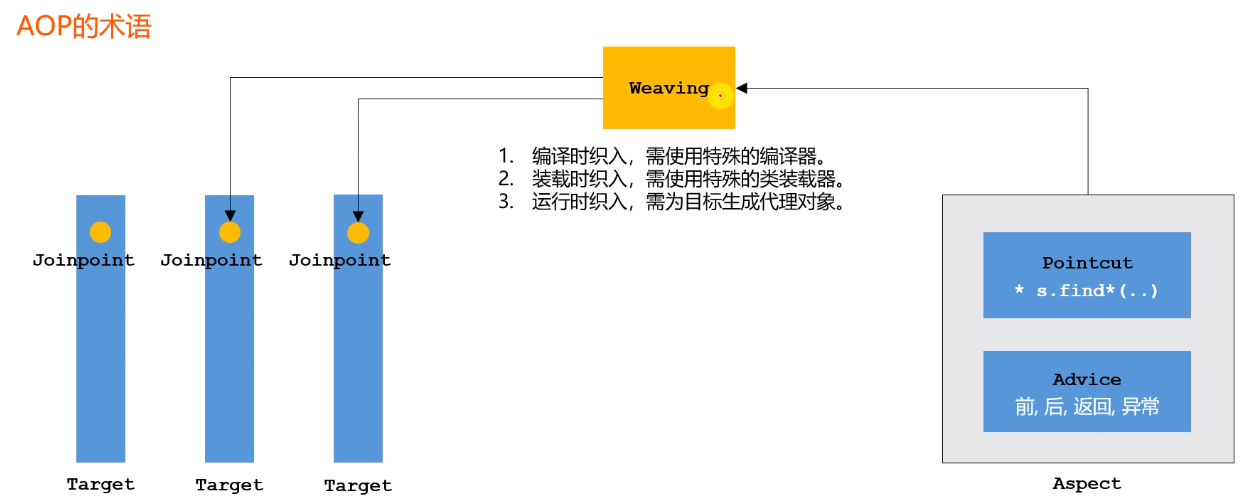 AOP的术语
Weaving
1. 编译时织入，需使用特殊的编译器。
2. 装载时织入，需使用特殊的类装载器。
3. 运行时织入，需为目标生成代理对象。
Joinpoint
Joinpoint
Joinpoint
Pointcut
* s.find*(..)
Advice
前, 后, 返回, 异常
Target
Target
Target
Aspect